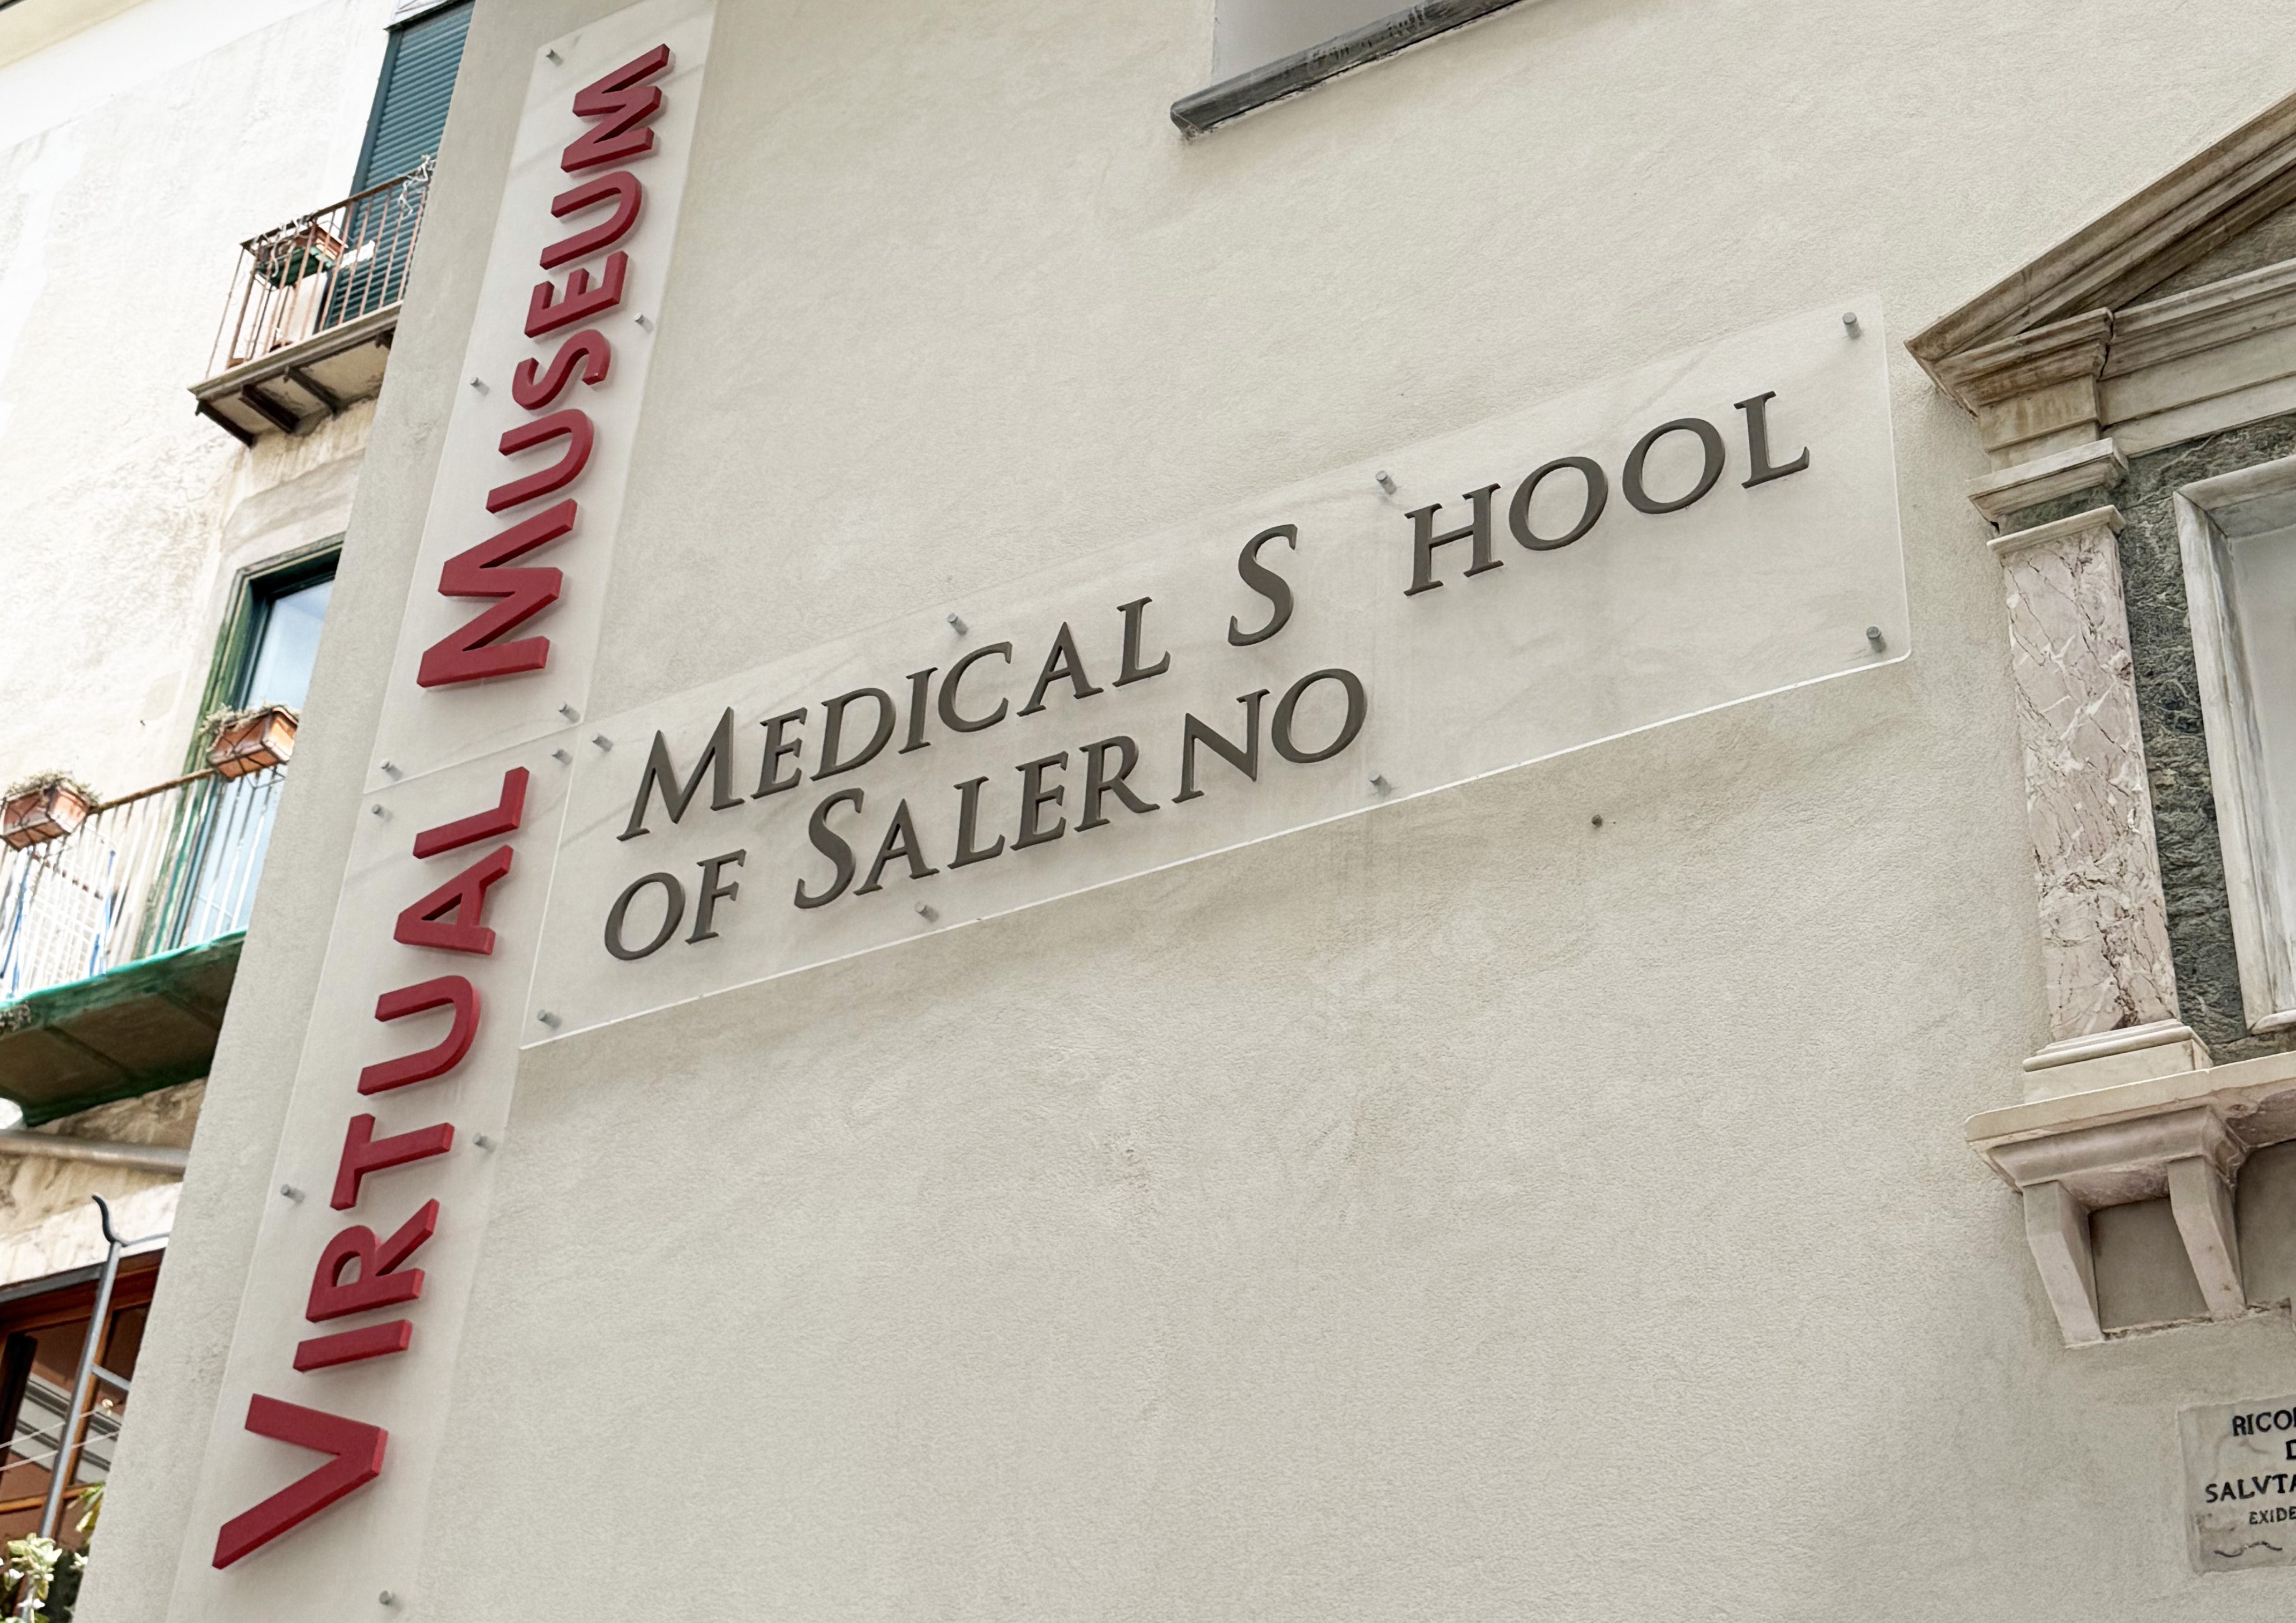 VIRTUAL MUSEUM
MEDICAL S HOOL
OF SALERNO
RICO
D
SALVTA
EXIDE